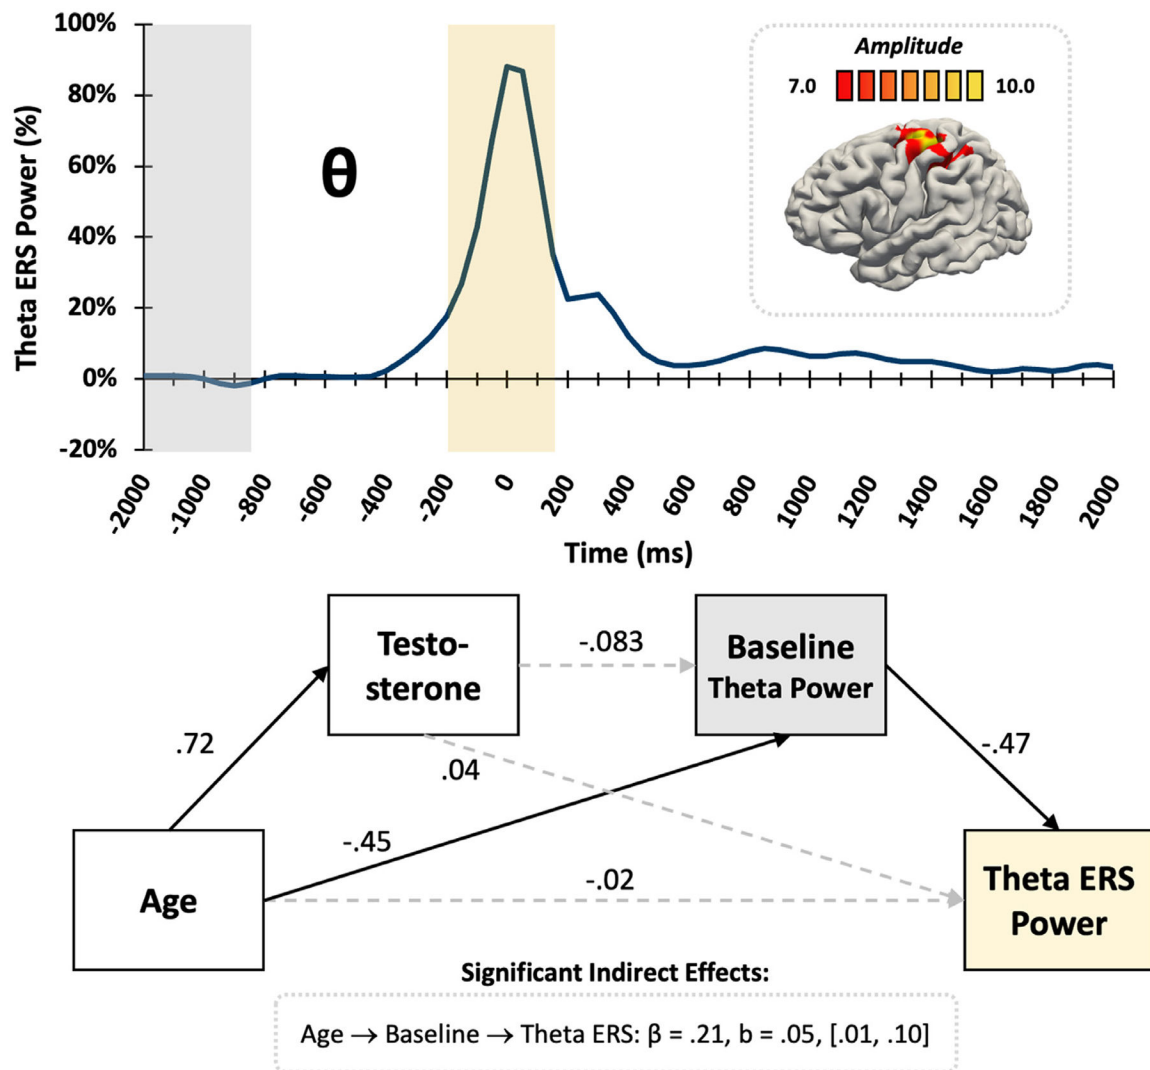 100%
80%
60%
40%
20%
0%
-20%
Theta ERS Power (%)
θ
Amplitude
7.0 10.0
-2000 -1000 -800 -600 -400 -200 0 200 400 600 800 1000 1200 1400 1600 1800 2000
Time (ms)
Testo-
sterone
-.083
Baseline
Theta Power
.72
.04
-.47
-.45
-.02
Age
Theta ERS
Power
Significant Indirect Effects:
Age → Baseline → Theta ERS: β = .21, b = .05, [.01, .10]